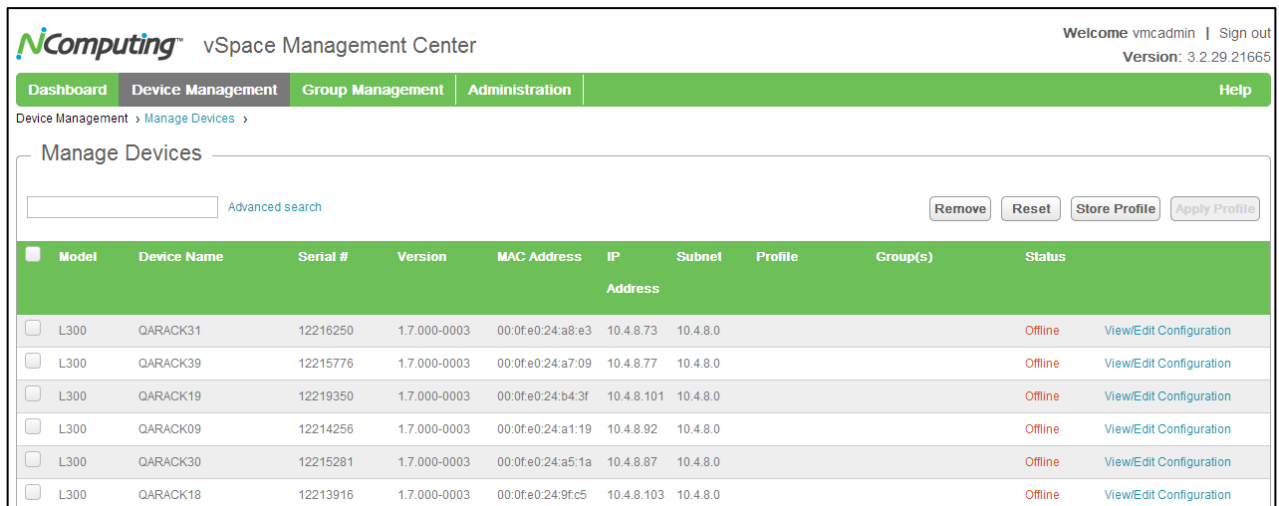 NComputing™ vSpace Management Center
Welcome vmcadmin | Sign out
Version: 3.2.29.21665
Dashboard Device Management Group Management Administration Help
Device Management › Manage Devices ›
Manage Devices
Advanced search Remove Reset Store Profile Apply Profile
Model Device Name Serial # Version MAC Address IP Address Subnet Profile Group(s) Status
L300 QARACK31 12216250 1.7.000-0003 00:0f:e0:24:a8:e3 10.4.8.73 10.4.8.0 Offline View/Edit Configuration
L300 QARACK39 12215776 1.7.000-0003 00:0f:e0:24:a7:09 10.4.8.77 10.4.8.0 Offline View/Edit Configuration
L300 QARACK19 12219350 1.7.000-0003 00:0f:e0:24:b4:3f 10.4.8.101 10.4.8.0 Offline View/Edit Configuration
L300 QARACK09 12214256 1.7.000-0003 00:0f:e0:24:a1:19 10.4.8.92 10.4.8.0 Offline View/Edit Configuration
L300 QARACK30 12215281 1.7.000-0003 00:0f:e0:24:a5:1a 10.4.8.87 10.4.8.0 Offline View/Edit Configuration
L300 QARACK18 12213916 1.7.000-0003 00:0f:e0:24:9f:c5 10.4.8.103 10.4.8.0 Offline View/Edit Configuration